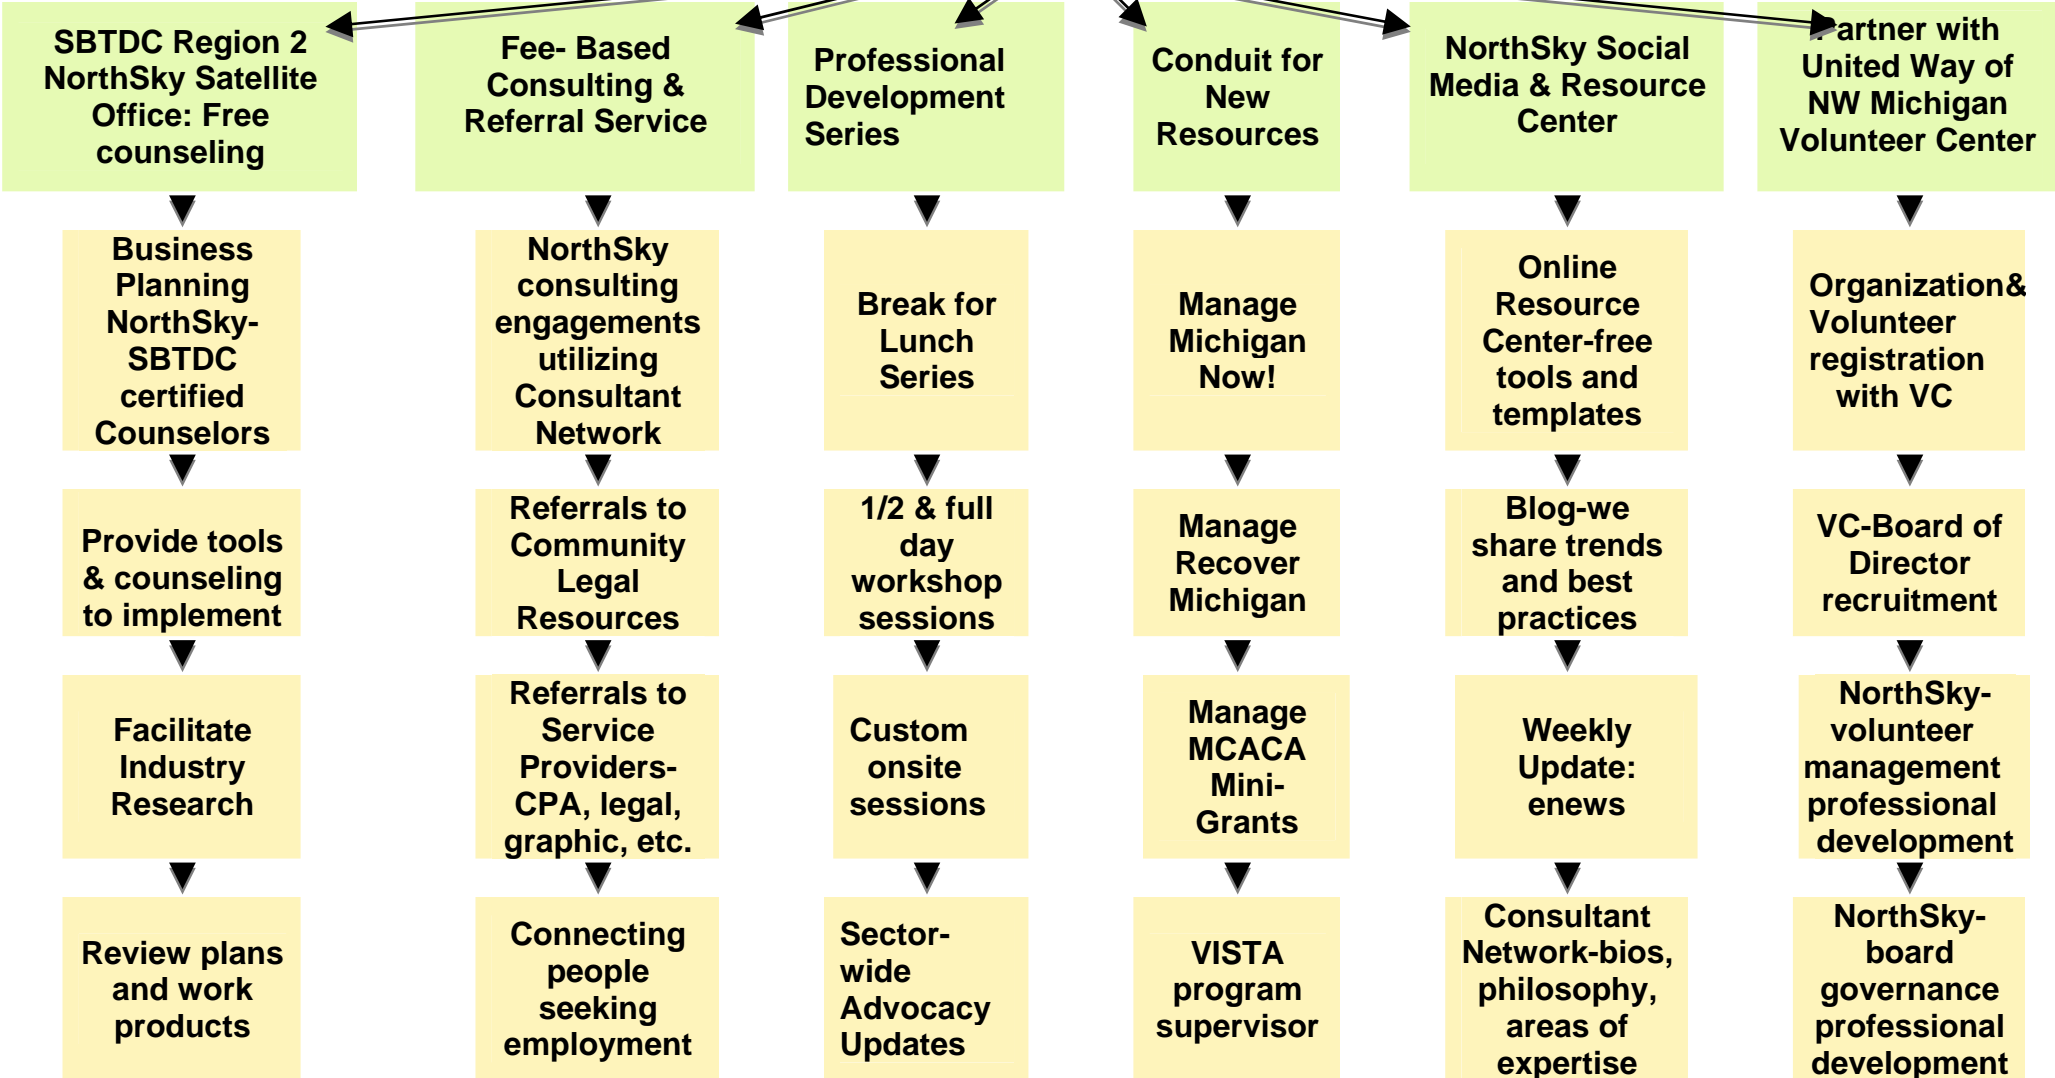 SBTDC Region 2
NorthSky Satellite
Office: Free
counseling
Fee- Based
Consulting &
Referral Service
Professional
Development
Series
Conduit for
New
Resources
NorthSky Social
Media & Resource
Center
Partner with
United Way of
NW Michigan
Volunteer Center
Business
Planning
NorthSky-
SBTDC
certified
Counselors
NorthSky
consulting
engagements
utilizing
Consultant
Network
Break for
Lunch
Series
Manage
Michigan
Now!
Online
Resource
Center-free
tools and
templates
Organization&
Volunteer
registration
with VC
Provide tools
& counseling
to implement
Referrals to
Community
Legal
Resources
1/2 & full
day
workshop
sessions
Manage
Recover
Michigan
Blog-we
share trends
and best
practices
VC-Board of
Director
recruitment
Facilitate
Industry
Research
Referrals to
Service
Providers-
CPA, legal,
graphic, etc.
Custom
onsite
sessions
Manage
MCACA
Mini-
Grants
Weekly
Update:
enews
NorthSky-
volunteer
management
professional
development
Review plans
and work
products
Connecting
people
seeking
employment
Sector-
wide
Advocacy
Updates
VISTA
program
supervisor
Consultant
Network-bios,
philosophy,
areas of
expertise
NorthSky-
board
governance
professional
development